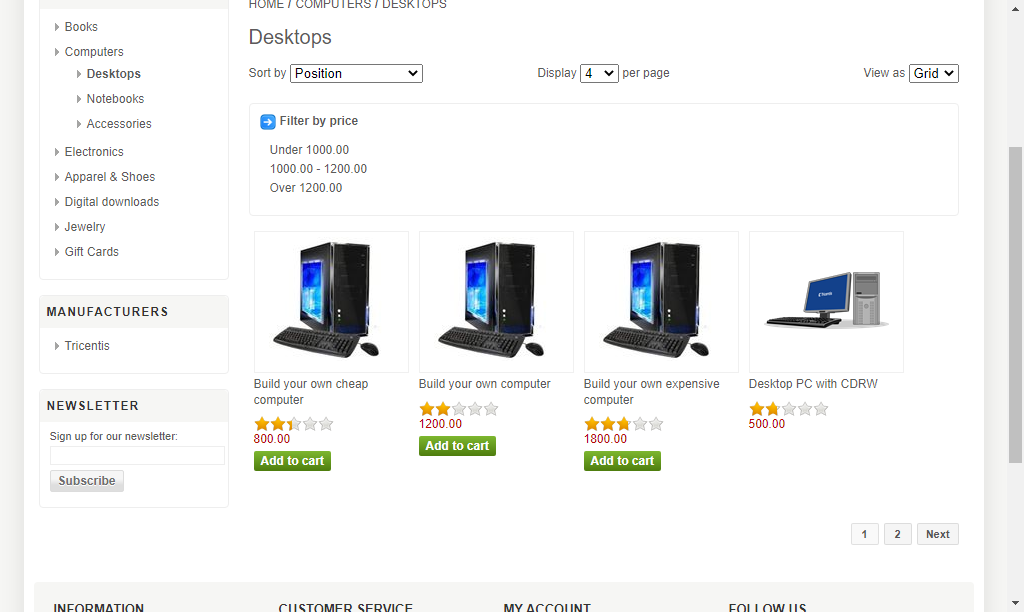 HOME / COMPUTERS / DESKTOPS
Books
Computers
Desktops
Notebooks
Accessories
Electronics
Apparel & Shoes
Digital downloads
Jewelry
Gift Cards
MANUFACTURERS
Tricentis
NEWSLETTER
Sign up for our newsletter:
Subscribe
Desktops
Sort by Position Display 4 per page View as Grid
Filter by price
Under 1000.00
1000.00 - 1200.00
Over 1200.00
Build your own cheap
computer
800.00
Add to cart
Build your own computer
1200.00
Add to cart
Build your own expensive
computer
1800.00
Add to cart
Desktop PC with CDRW
500.00
1 2 Next
INFORMATION CUSTOMER SERVICE MY ACCOUNT FOLLOW US